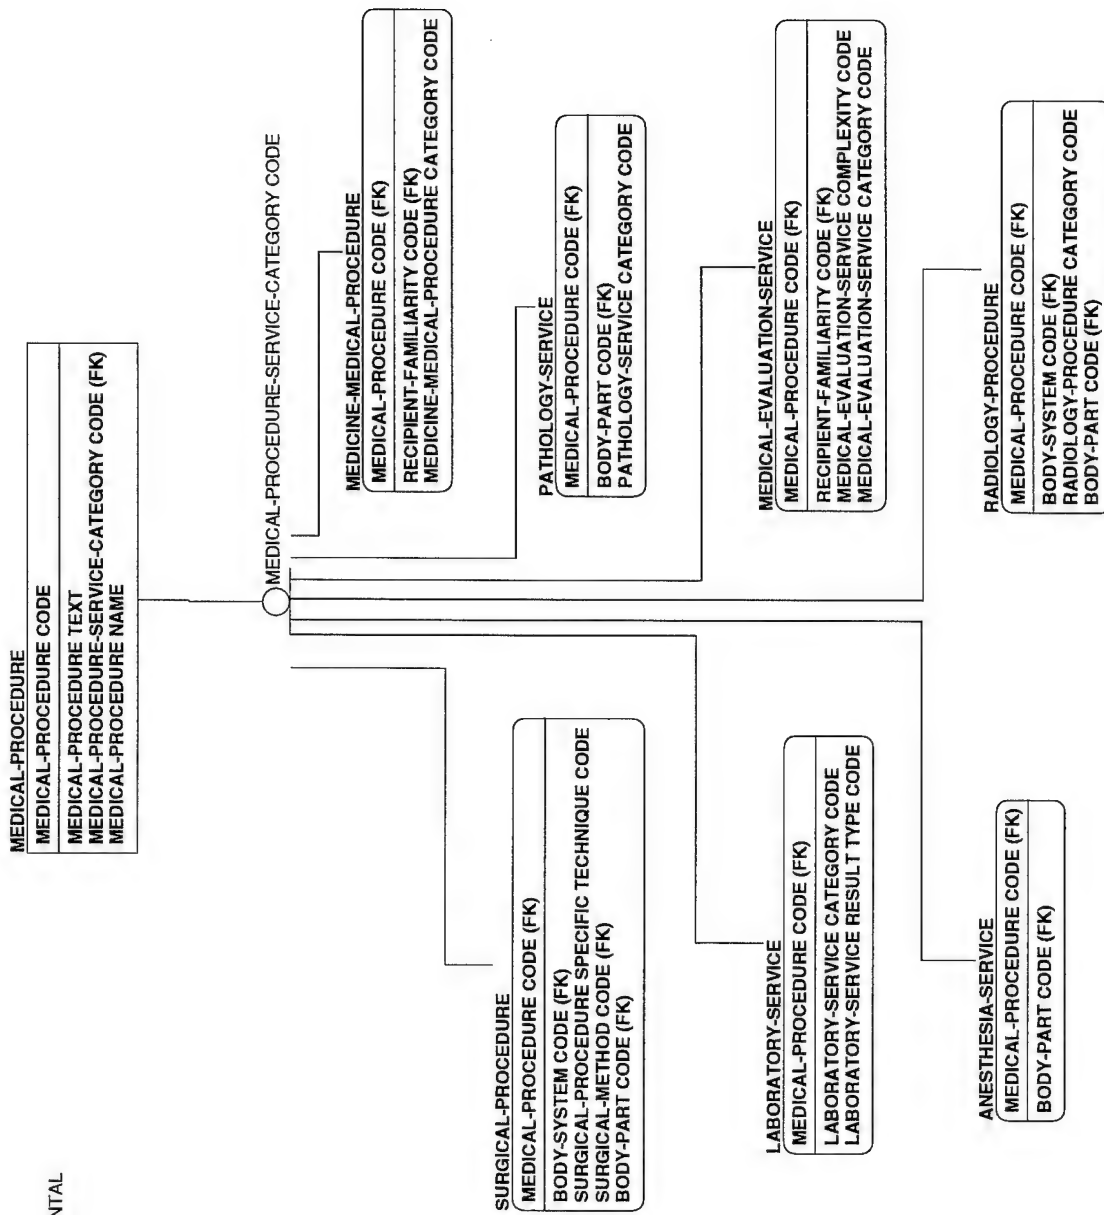 NTAL
MEDICAL-PROCEDURE
MEDICAL-PROCEDURE CODE
MEDICAL-PROCEDURE TEXT
MEDICAL-PROCEDURE-SERVICE-CATEGORY CODE (FK)
MEDICAL-PROCEDURE NAME
MEDICAL-PROCEDURE-SERVICE-CATEGORY CODE
SURGICAL-PROCEDURE
MEDICAL-PROCEDURE CODE (FK)
BODY-SYSTEM CODE (FK)
SURGICAL-PROCEDURE SPECIFIC TECHNIQUE CODE
SURGICAL-METHOD CODE (FK)
BODY-PART CODE (FK)
MEDICINE-MEDICAL-PROCEDURE
MEDICAL-PROCEDURE CODE (FK)
RECIPIENT-FAMILIARITY CODE (FK)
MEDICINE-MEDICAL-PROCEDURE CATEGORY CODE
PATHOLOGY-SERVICE
MEDICAL-PROCEDURE CODE (FK)
BODY-PART CODE (FK)
PATHOLOGY-SERVICE CATEGORY CODE
LABORATORY-SERVICE
MEDICAL-PROCEDURE CODE (FK)
LABORATORY-SERVICE CATEGORY CODE
LABORATORY-SERVICE RESULT TYPE CODE
MEDICAL-EVALUATION-SERVICE
MEDICAL-PROCEDURE CODE (FK)
RECIPIENT-FAMILIARITY CODE (FK)
MEDICAL-EVALUATION-SERVICE COMPLEXITY CODE
MEDICAL-EVALUATION-SERVICE CATEGORY CODE
ANESTHESIA-SERVICE
MEDICAL-PROCEDURE CODE (FK)
BODY-PART CODE (FK)
RADIOLOGY-PROCEDURE
MEDICAL-PROCEDURE CODE (FK)
BODY-SYSTEM CODE (FK)
RADIOLOGY-PROCEDURE CATEGORY CODE
BODY-PART CODE (FK)